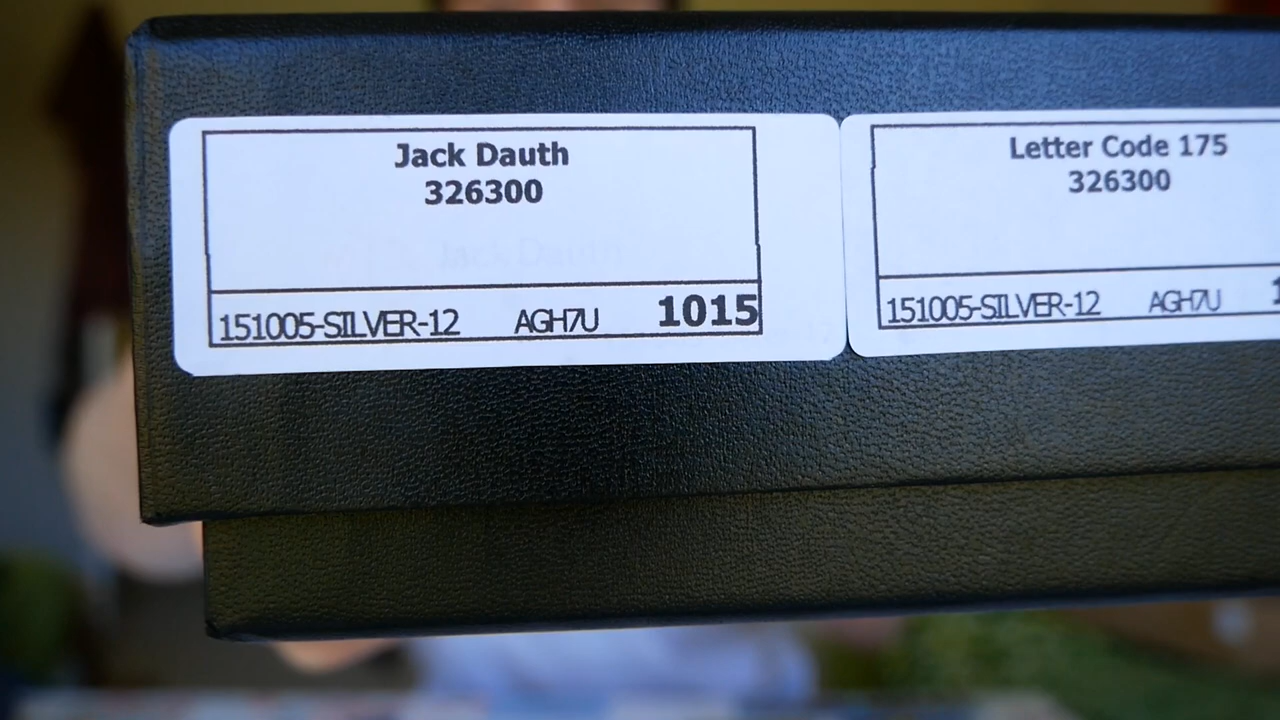 Jack Dauth
326300
151005-SILVER-12 AGH7U 1015
Letter Code 175
326300
151005-SILVER-12 AGH7U